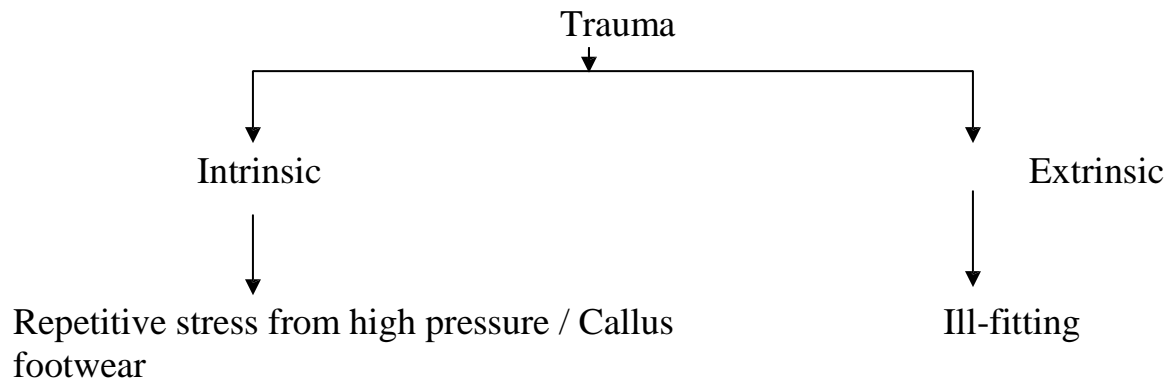 Trauma
Intrinsic Extrinsic
Repetitive stress from high pressure / Callus Ill-fitting
footwear